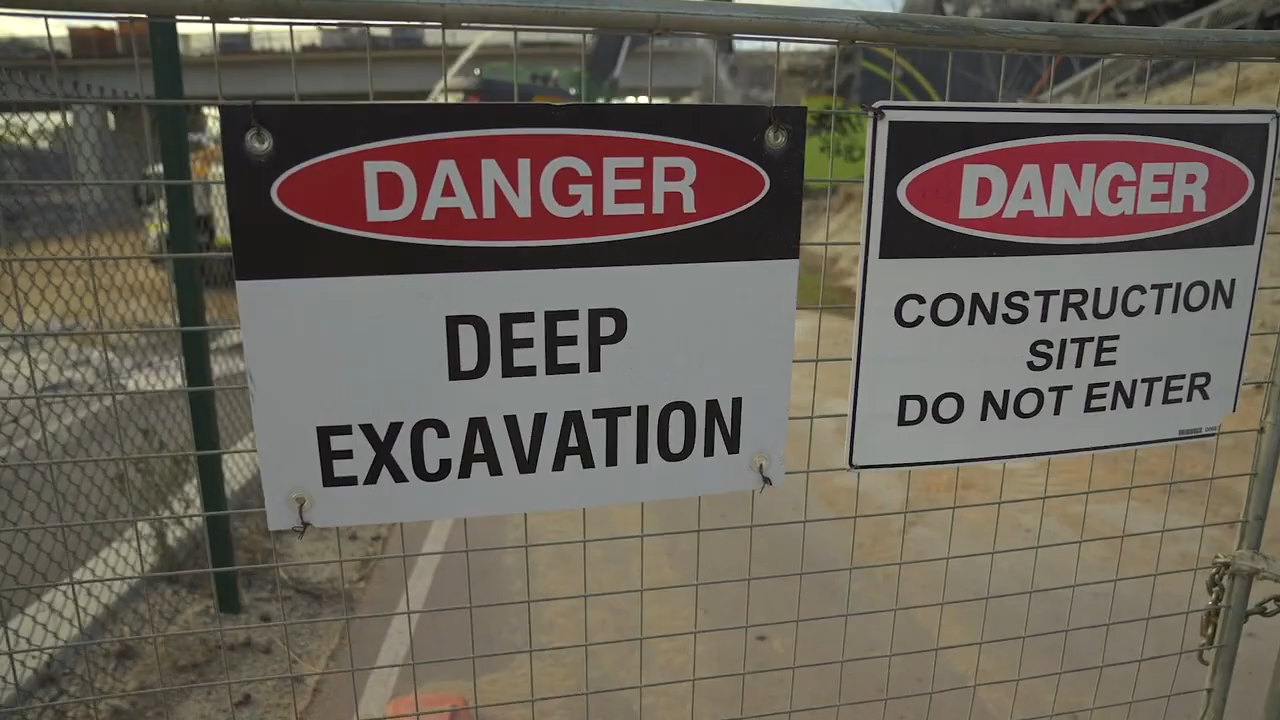 DANGER
DEEP
EXCAVATION
DANGER
CONSTRUCTION
SITE
DO NOT ENTER